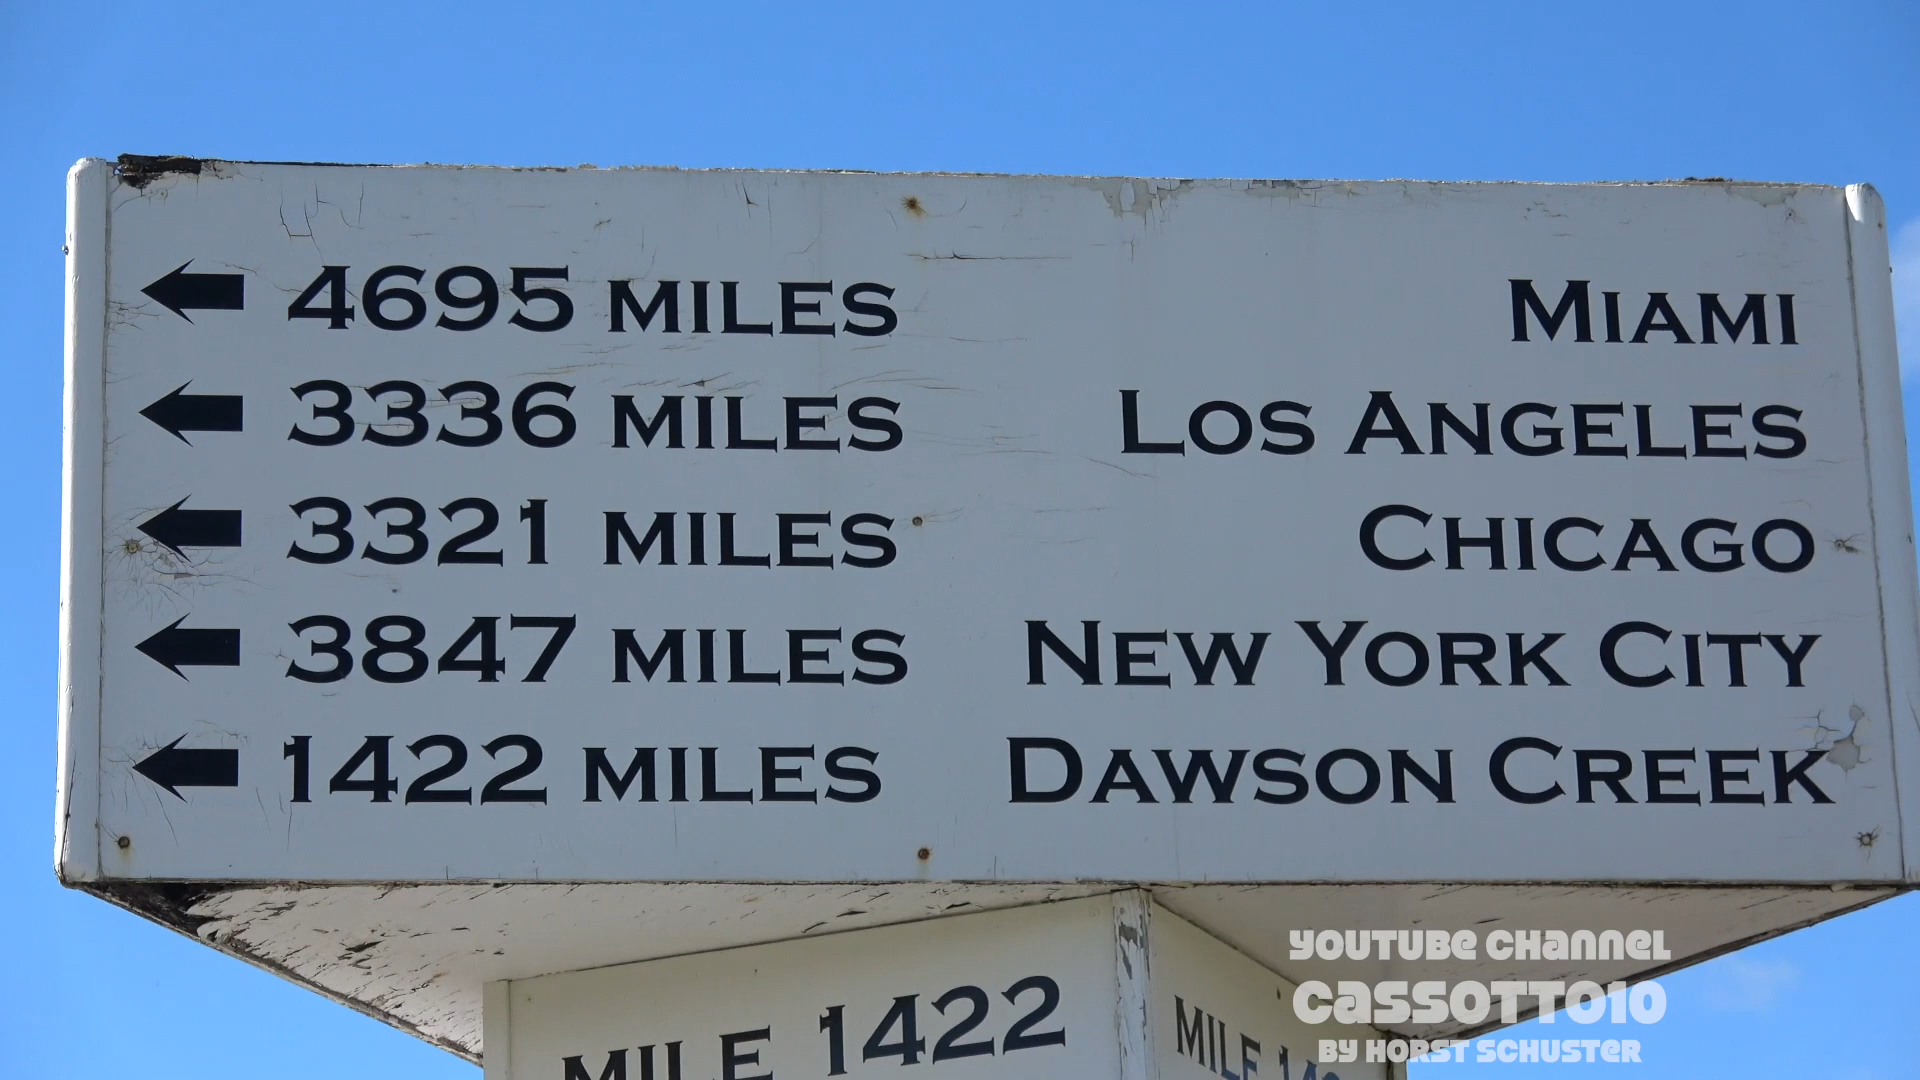 4695 MILES MIAMI
3336 MILES LOS ANGELES
3321 MILES CHICAGO
3847 MILES NEW YORK CITY
1422 MILES DAWSON CREEK
MILE 1422
MILE
YOUTUBE CHANNEL
CASSOTTO10
BY HORST SCHUSTER